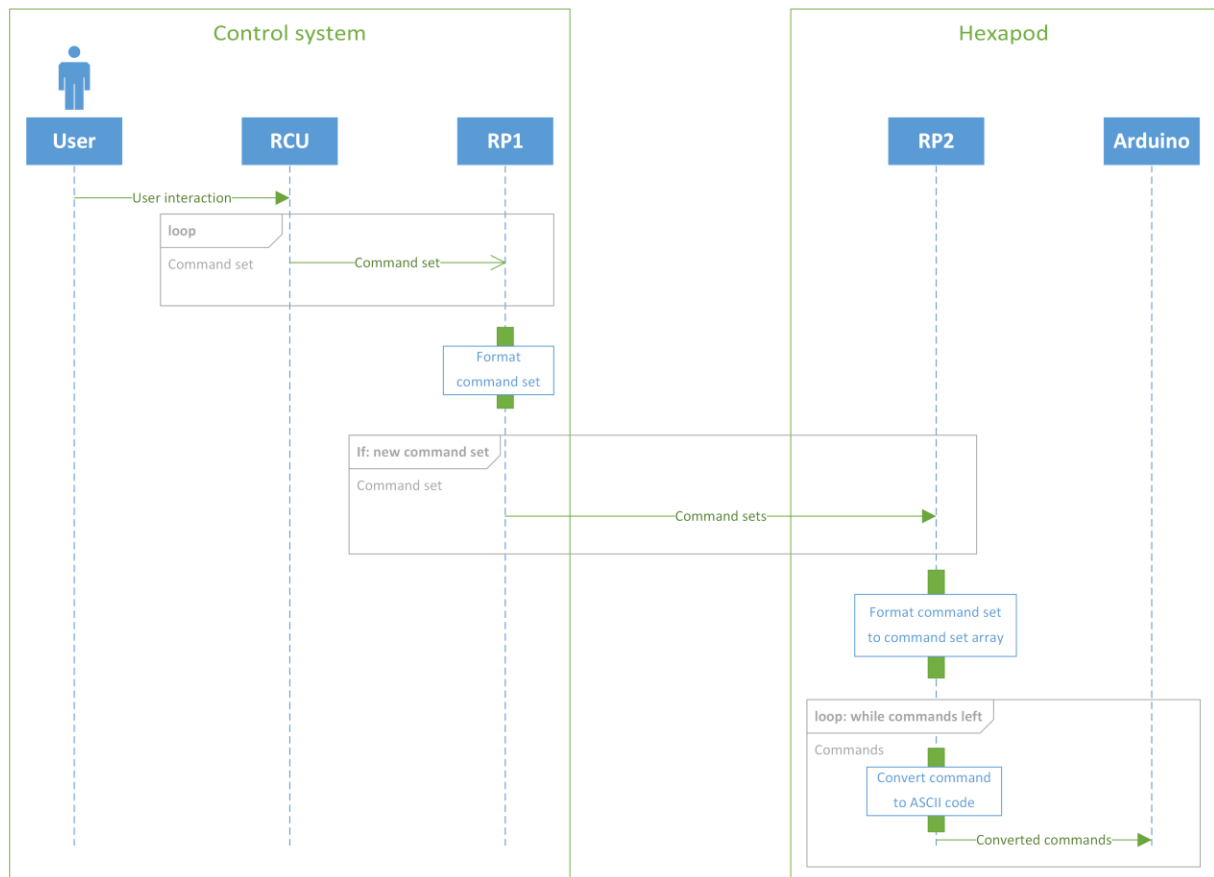 Control system
Hexapod
User
RCU
RP1
RP2
Arduino
User interaction
loop
Command set
Command set
Format
command set
If: new command set
Command set
Command sets
Format command set
to command set array
loop: while commands left
Commands
Convert command
to ASCII code
Converted commands